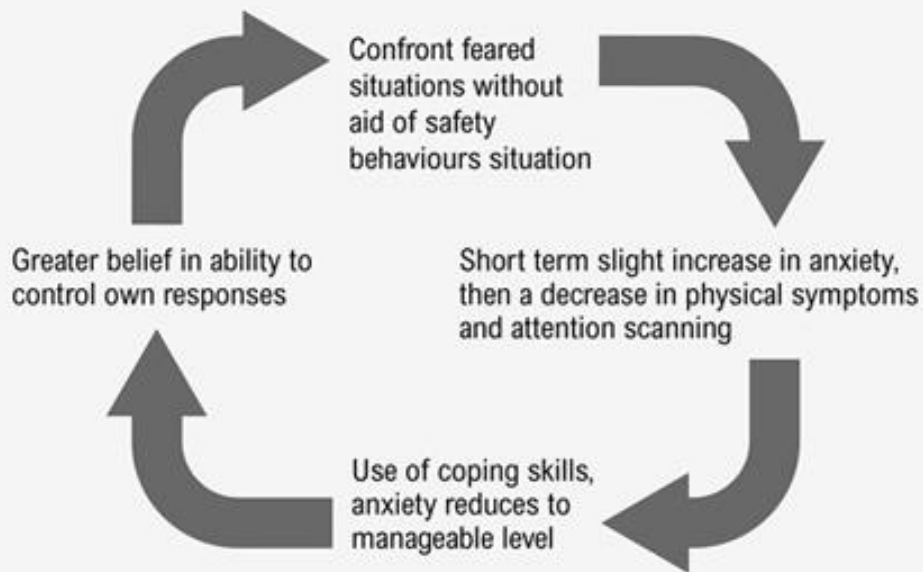 Confront feared
situations without
aid of safety
behaviours situation
Short term slight increase in anxiety,
then a decrease in physical symptoms
and attention scanning
Use of coping skills,
anxiety reduces to
manageable level
Greater belief in ability to
control own responses